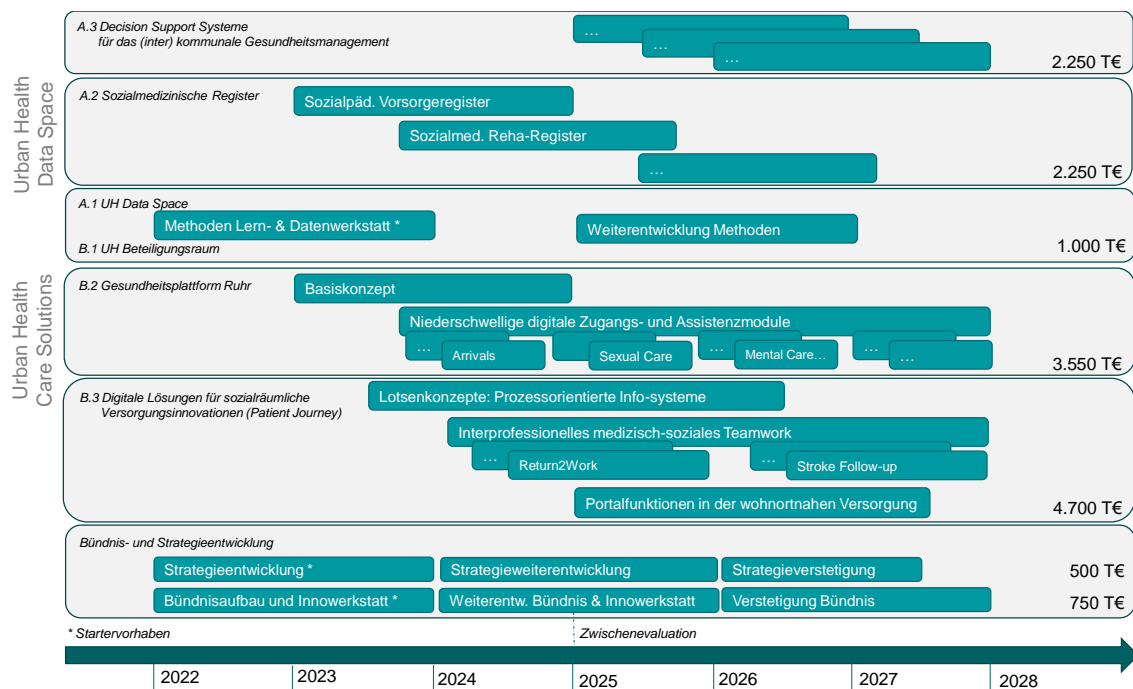 Urban Health
Data Space
A.3 Decision Support Systeme
für das (inter) kommunale Gesundheitsmanagement
...
...
...
2.250 T€
A.2 Sozialmedizinische Register
Sozialpäd. Vorsorgeregister
Sozialmed. Reha-Register
...
2.250 T€
A.1 UH Data Space
Methoden Lern- & Datenwerkstatt *
Weiterentwicklung Methoden
B.1 UH Beteiligungsraum
1.000 T€
Urban Health
Care Solutions
B.2 Gesundheitsplattform Ruhr
Basiskonzept
Niederschwellige digitale Zugangs- und Assistenzmodule
...
Arrivals
...
Sexual Care
...
Mental Care...
...
...
3.550 T€
B.3 Digitale Lösungen für sozialräumliche
Versorgungsinnovationen (Patient Journey)
Lotsenkonzepte: Prozessorientierte Info-systeme
Interprofessionelles medizisch-soziales Teamwork
...
Return2Work
...
Stroke Follow-up
Portalfunktionen in der wohnortnahen Versorgung
4.700 T€
Bündnis- und Strategieentwicklung
Strategieentwicklung *
Strategieweiterentwicklung
Strategieverstetigung
500 T€
Bündnisaufbau und Innowerkstatt *
Weiterentw. Bündnis & Innowerkstatt
Verstetigung Bündnis
750 T€
* Startervorhaben
Zwischenevaluation
2022
2023
2024
2025
2026
2027
2028